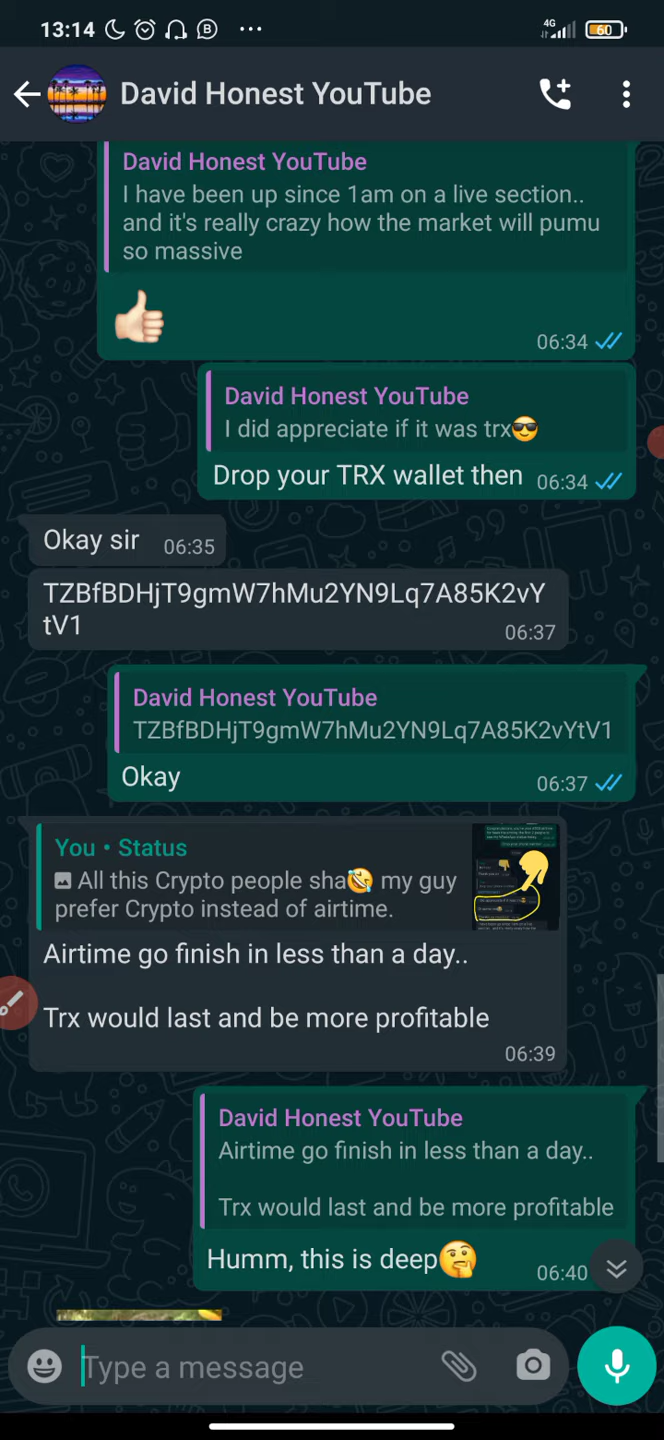 13:14
4G
60
David Honest YouTube
David Honest YouTube
I have been up since 1am on a live section..
and it's really crazy how the market will pumu
so massive
06:34
David Honest YouTube
I did appreciate if it was trx😎
Drop your TRX wallet then 06:34
Okay sir 06:35
TZBfBDHjT9gmW7hMu2YN9Lq7A85K2vY
tV1
06:37
David Honest YouTube
TZBfBDHjT9gmW7hMu2YN9Lq7A85K2vYtV1
Okay 06:37
You • Status
All this Crypto people sha🤣 my guy
prefer Crypto instead of airtime.
Airtime go finish in less than a day..
Trx would last and be more profitable
06:39
David Honest YouTube
Airtime go finish in less than a day..
Trx would last and be more profitable
Humm, this is deep🤔 06:40
Type a message